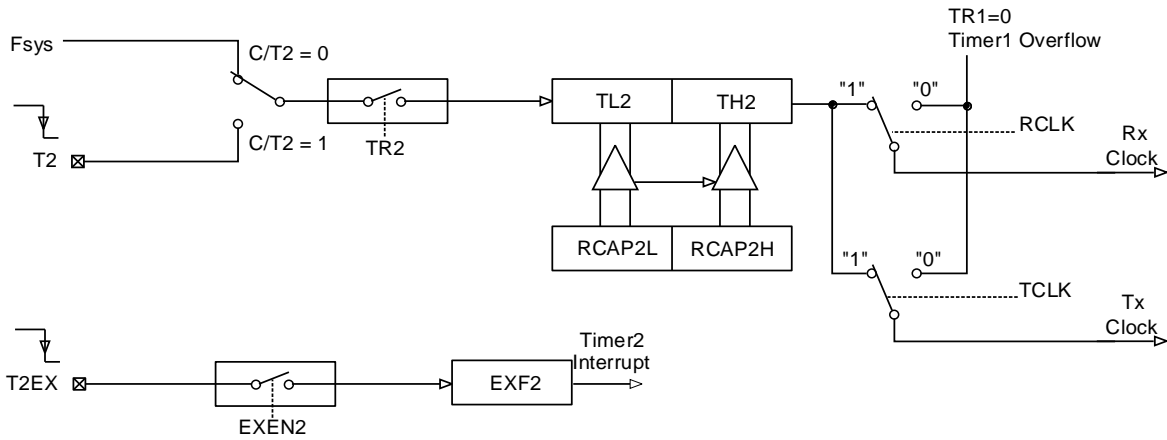 TR1=0
Timer1 Overflow
Fsys
C/T2 = 0
"1"
"0"
TL2
TH2
RCLK
Rx
Clock
T2
C/T2 = 1
TR2
RCAP2L
RCAP2H
"1"
"0"
TCLK
Tx
Clock
Timer2
Interrupt
T2EX
EXF2
EXEN2